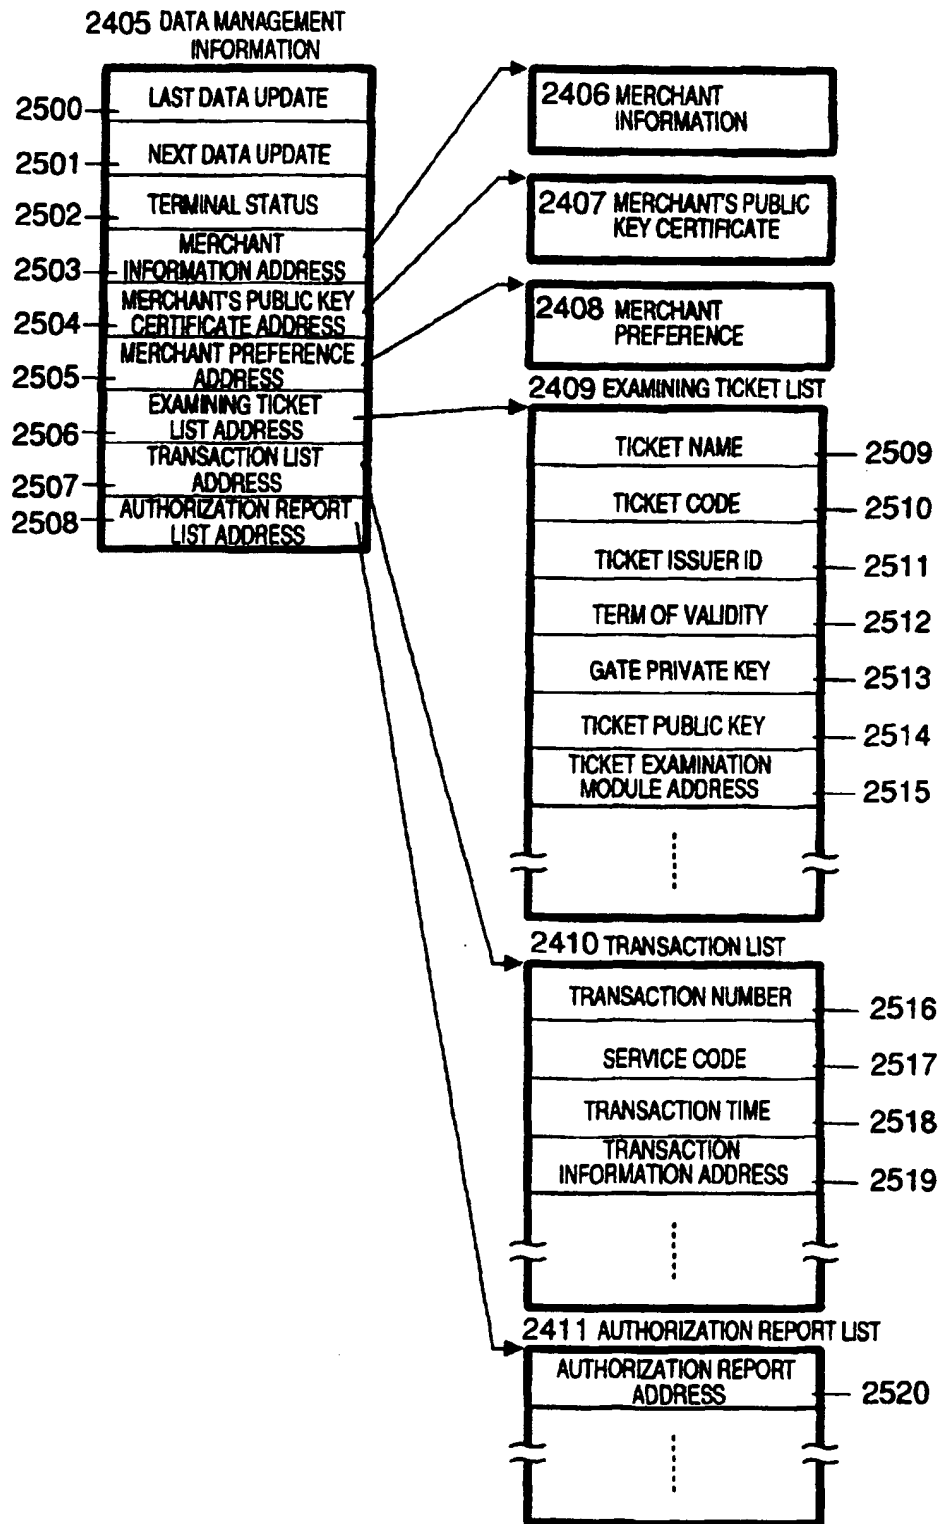 2405 DATA MANAGEMENT
INFORMATION
2500
LAST DATA UPDATE
2501
NEXT DATA UPDATE
2502
TERMINAL STATUS
2503
MERCHANT
INFORMATION ADDRESS
2504
MERCHANT'S PUBLIC KEY
CERTIFICATE ADDRESS
2505
MERCHANT PREFERENCE
ADDRESS
2506
EXAMINING TICKET
LIST ADDRESS
2507
TRANSACTION LIST
ADDRESS
2508
AUTHORIZATION REPORT
LIST ADDRESS
2406 MERCHANT
INFORMATION
2407 MERCHANT'S PUBLIC
KEY CERTIFICATE
2408 MERCHANT
PREFERENCE
2409 EXAMINING TICKET LIST
TICKET NAME
2509
TICKET CODE
2510
TICKET ISSUER ID
2511
TERM OF VALIDITY
2512
GATE PRIVATE KEY
2513
TICKET PUBLIC KEY
2514
TICKET EXAMINATION
MODULE ADDRESS
2515
2410 TRANSACTION LIST
TRANSACTION NUMBER
2516
SERVICE CODE
2517
TRANSACTION TIME
2518
TRANSACTION
INFORMATION ADDRESS
2519
2411 AUTHORIZATION REPORT LIST
AUTHORIZATION REPORT
ADDRESS
2520